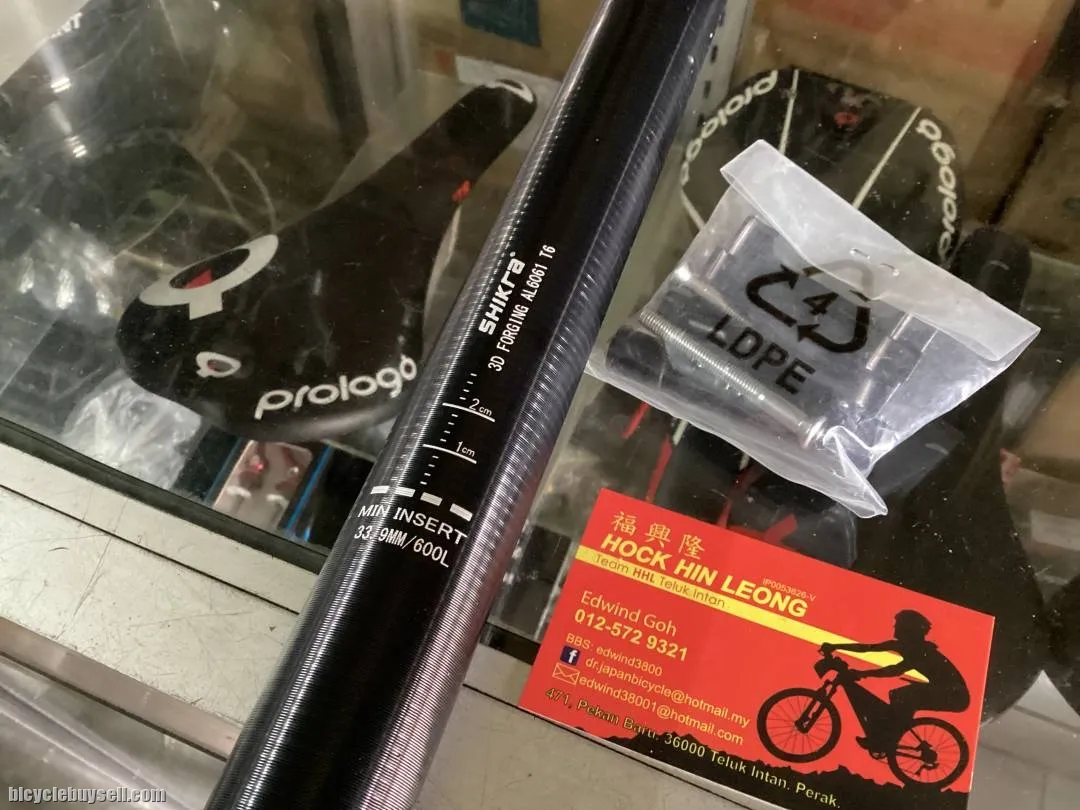 NT
prologo
prologo
prologo
SHIKra
3D FORGING AL6061 T6
2cm
1cm
MIN INSERT
33.9MM/600L
4
LDPE
福興隆
HOCK HIN LEONG
IP0053826-V
Team HHL Teluk Intan
Edwind Goh
012-572 9321
BBS: edwind3800
f dr.japanbicycle@hotmail.my
edwind38001@hotmail.com
471, Pekan Baru. 36000 Teluk Intan. Perak.
bicyclebuysell.com